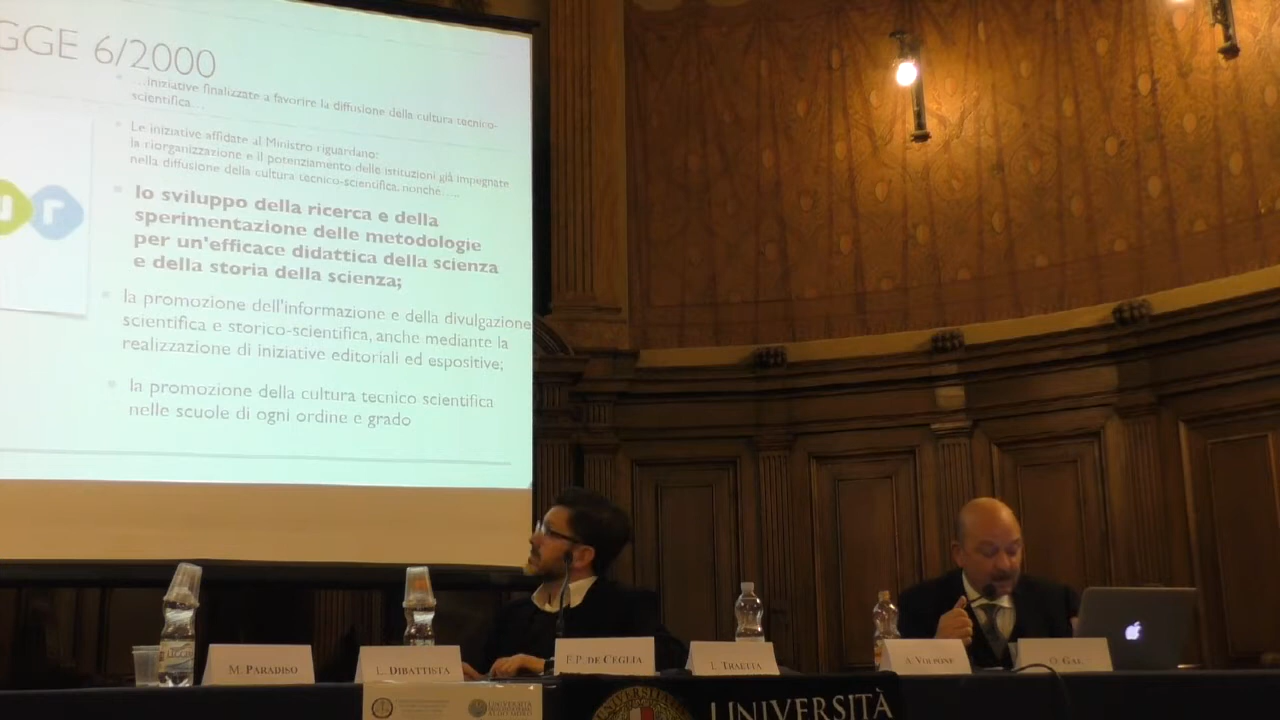 GGE 6/2000
...iniziative finalizzate a favorire la diffusione della cultura tecnico-
scientifica...
Le iniziative affidate al Ministro riguardano:
la riorganizzazione e il potenziamento delle istituzioni già impegnate
nella diffusione della cultura tecnico-scientifica, nonche.....
lo sviluppo della ricerca e della
sperimentazione delle metodologie
per un'efficace didattica della scienza
e della storia della scienza;
la promozione dell'informazione e della divulgazione
scientifica e storico-scientifica, anche mediante la
realizzazione di iniziative editoriali ed espositive;
la promozione della cultura tecnico scientifica
nelle scuole di ogni ordine e grado
ur
M. PARADISO
L. DIBATTISTA
F.P. DE CEGLIA
L. TRAETTA
A. VOLPONE
O. GAL
UNIVERSITÀ